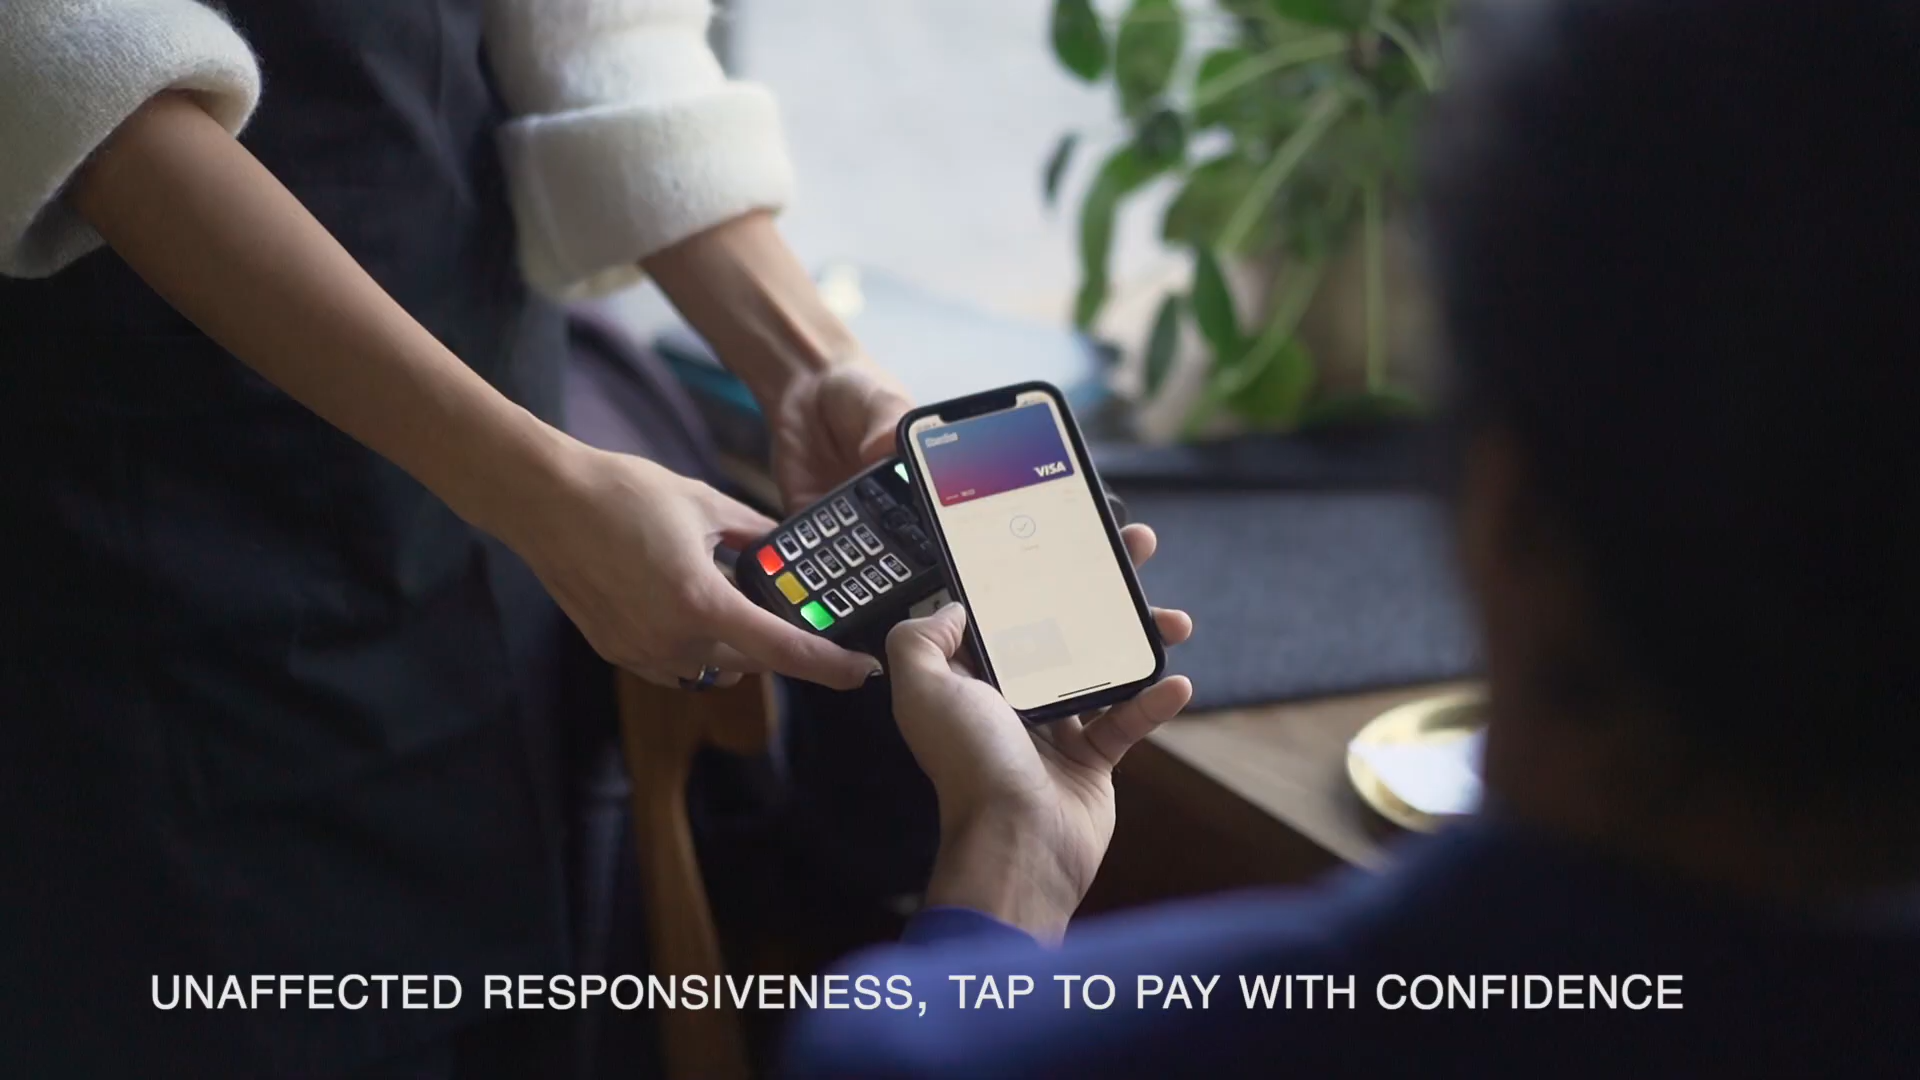 VISA
UNAFFECTED RESPONSIVENESS, TAP TO PAY WITH CONFIDENCE